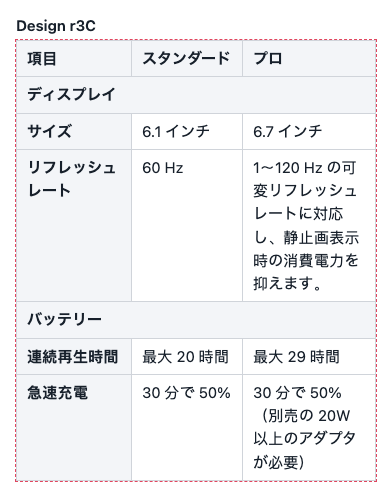 Design r3C
項目 スタンダード プロ
ディスプレイ
サイズ 6.1 インチ 6.7 インチ
リフレッシュ
レート
60 Hz
1〜120 Hz の可
変リフレッシュ
レートに対応
し、静止画表示
時の消費電力を
抑えます。
バッテリー
連続再生時間 最大 20 時間 最大 29 時間
急速充電 30 分で 50% 30 分で 50%
（別売の 20W
以上のアダプタ
が必要）